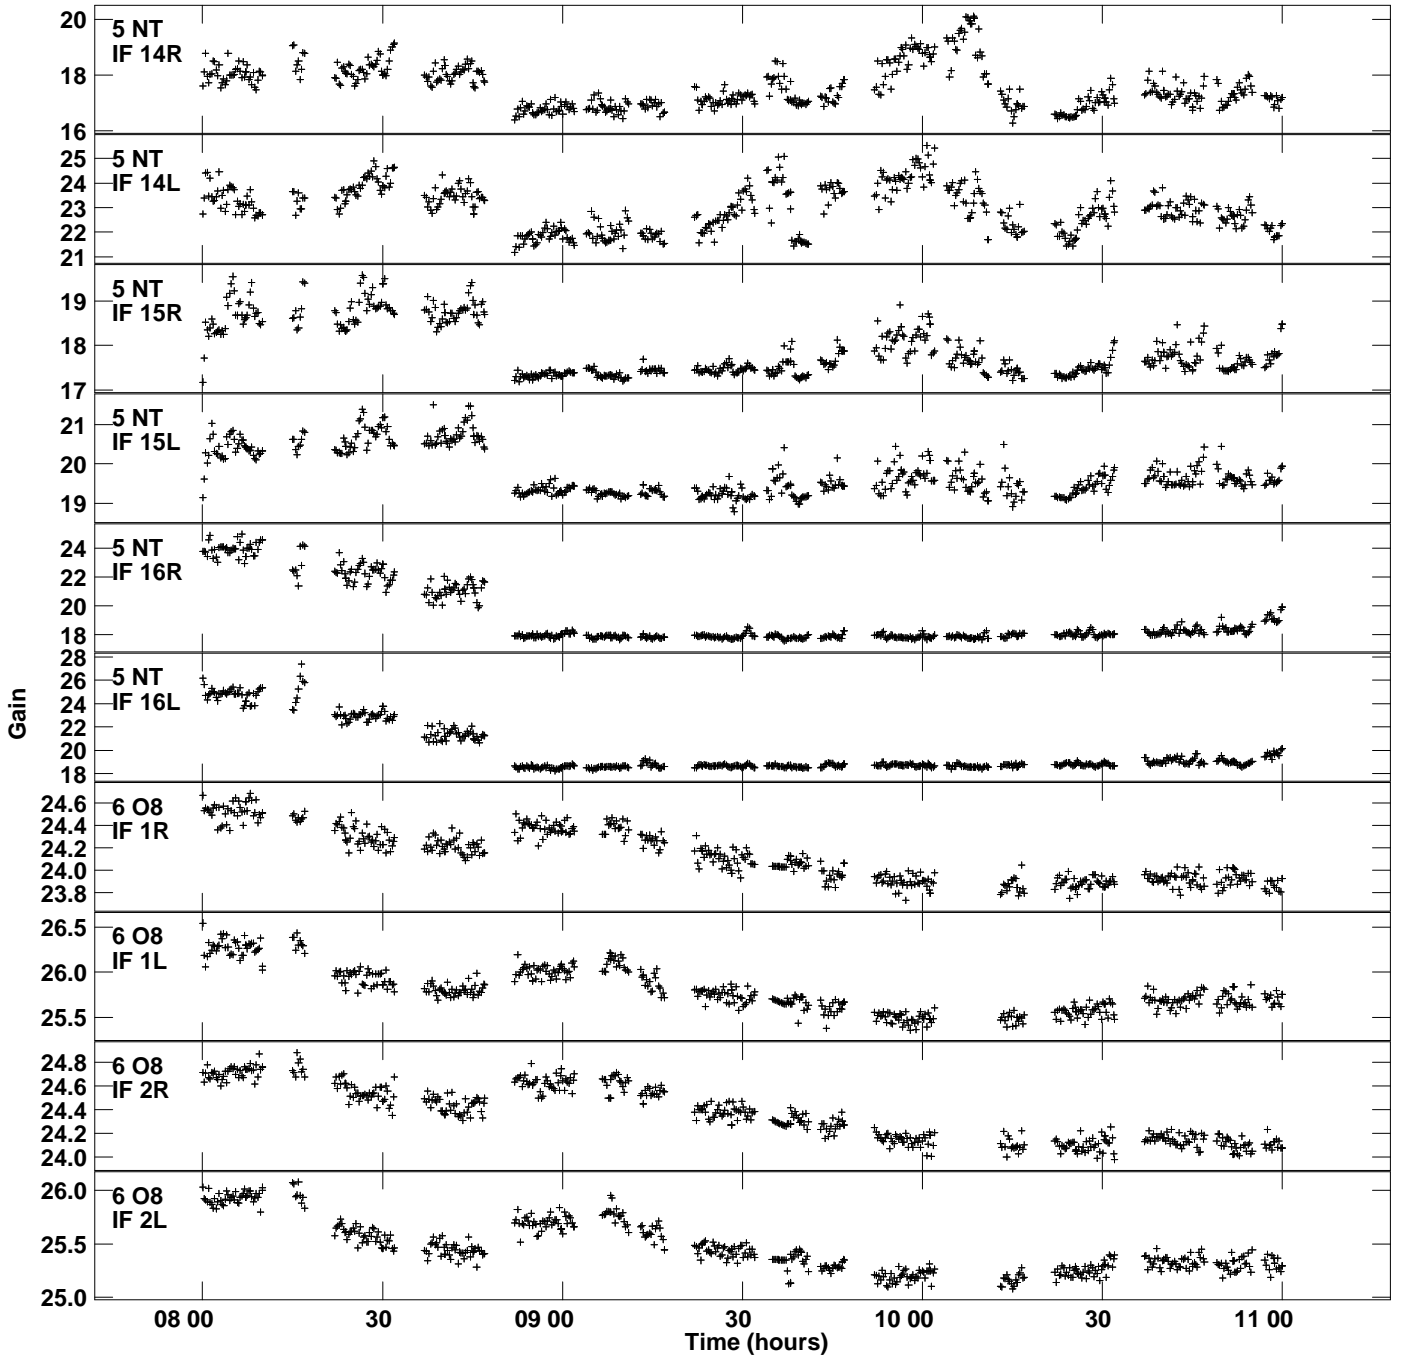 5 NT
IF 14R
20
18
16
5 NT
IF 14L
25
24
23
22
21
5 NT
IF 15R
19
18
17
5 NT
IF 15L
21
20
19
5 NT
IF 16R
24
22
20
18
5 NT
IF 16L
28
26
24
22
20
18
6 O8
IF 1R
24.6
24.4
24.2
24.0
23.8
6 O8
IF 1L
26.5
26.0
25.5
6 O8
IF 2R
24.8
24.6
24.4
24.2
24.0
6 O8
IF 2L
26.0
25.5
25.0
Gain
08 00 30 09 00 30 10 00 30 11 00
Time (hours)